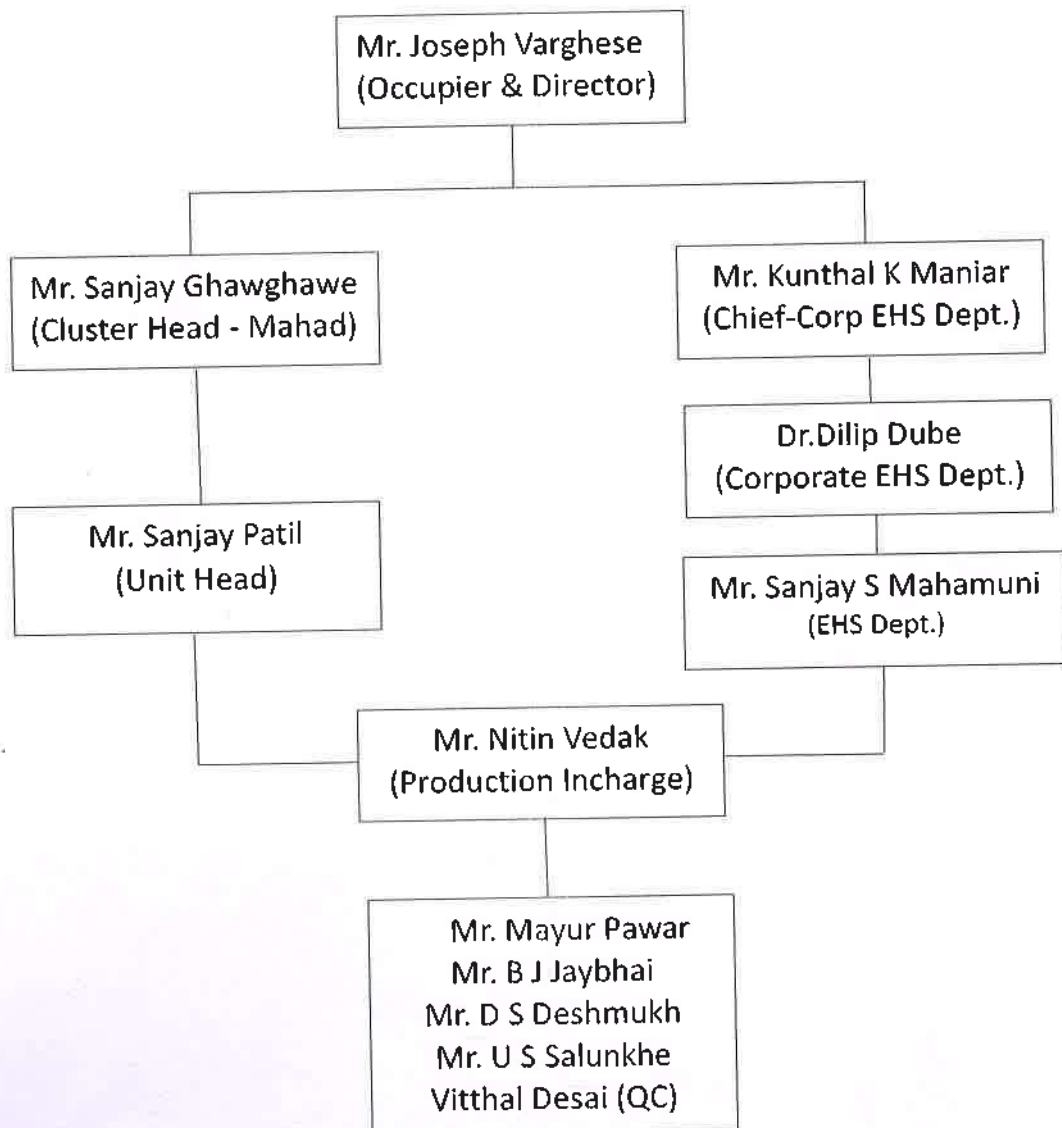 Mr. Joseph Varghese
(Occupier & Director)
Mr. Sanjay Ghawghawe
(Cluster Head - Mahad)
Mr. Kunthal K Maniar
(Chief-Corp EHS Dept.)
Dr.Dilip Dube
(Corporate EHS Dept.)
Mr. Sanjay Patil
(Unit Head)
Mr. Sanjay S Mahamuni
(EHS Dept.)
Mr. Nitin Vedak
(Production Incharge)
Mr. Mayur Pawar
Mr. B J Jaybhai
Mr. D S Deshmukh
Mr. U S Salunkhe
Vitthal Desai (QC)